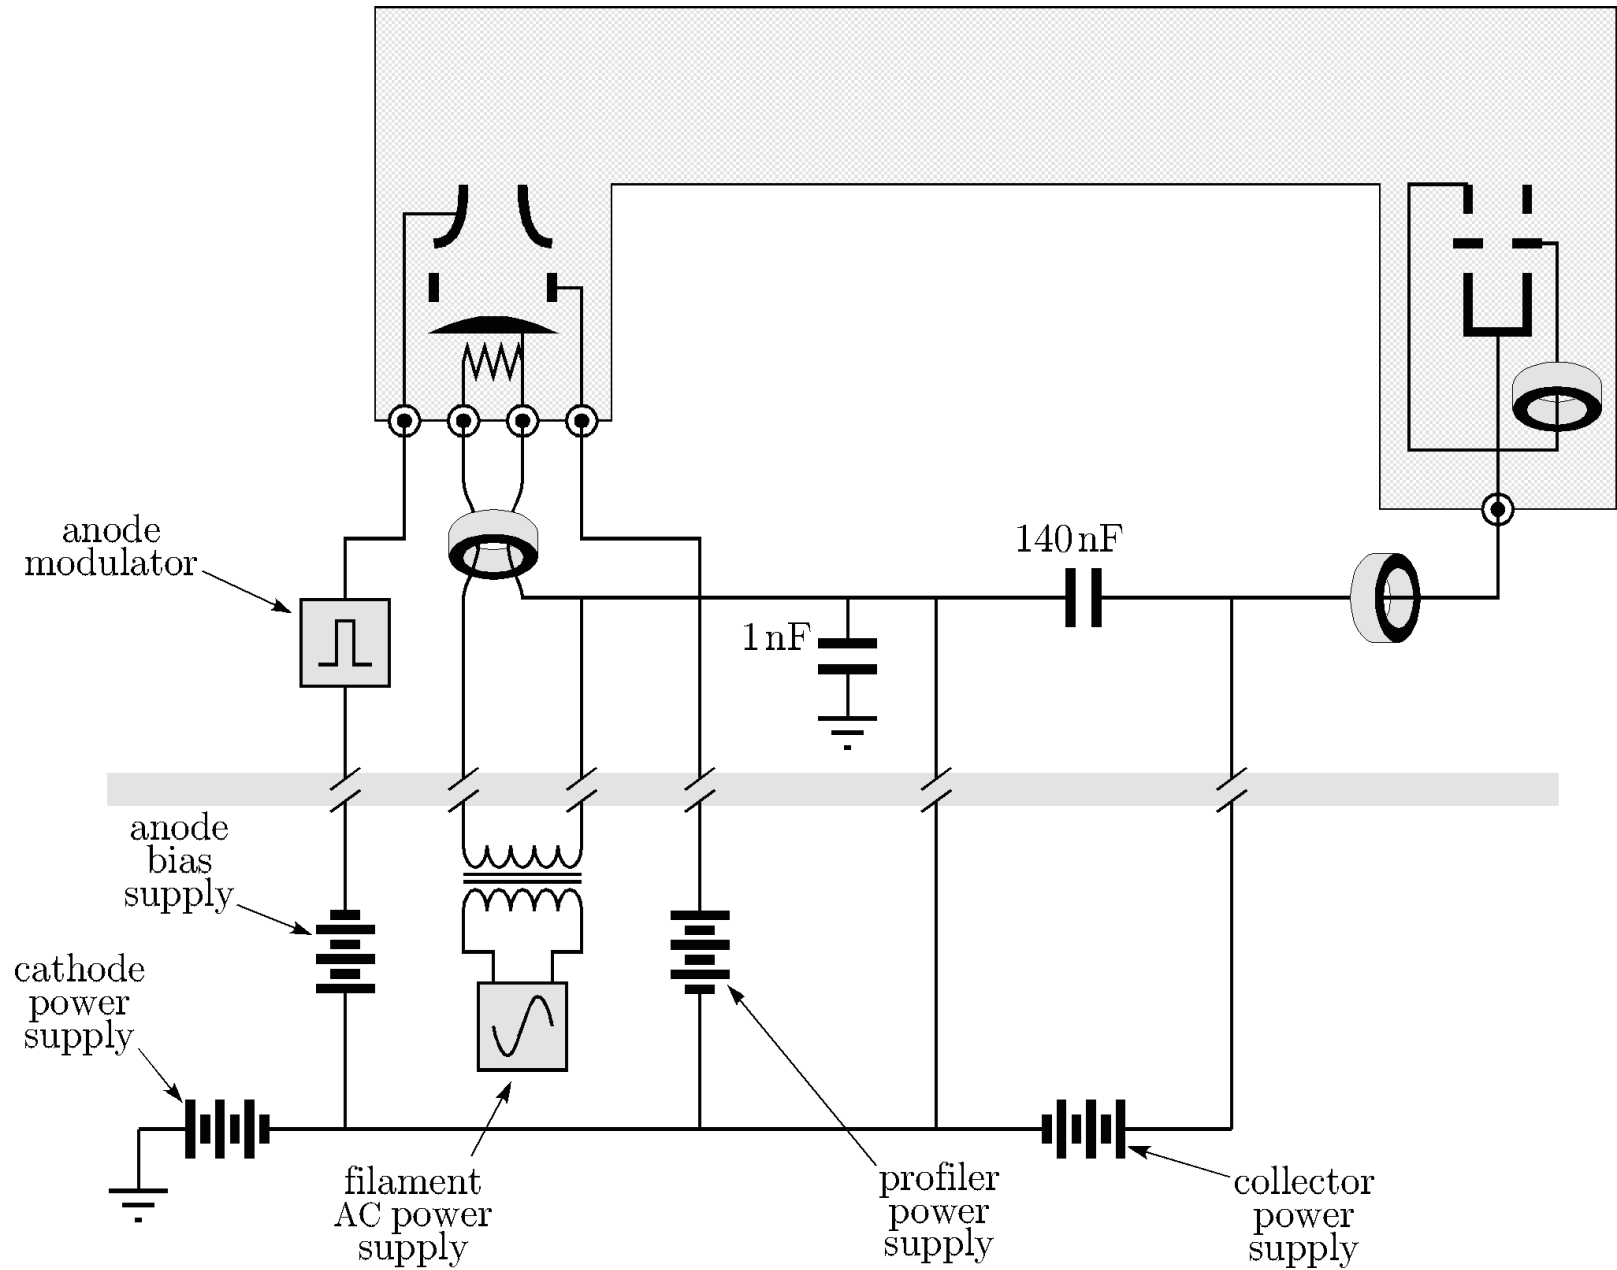 140 nF
anode
modulator
1 nF
anode
bias
supply
cathode
power
supply
filament
AC power
supply
profiler
power
supply
collector
power
supply